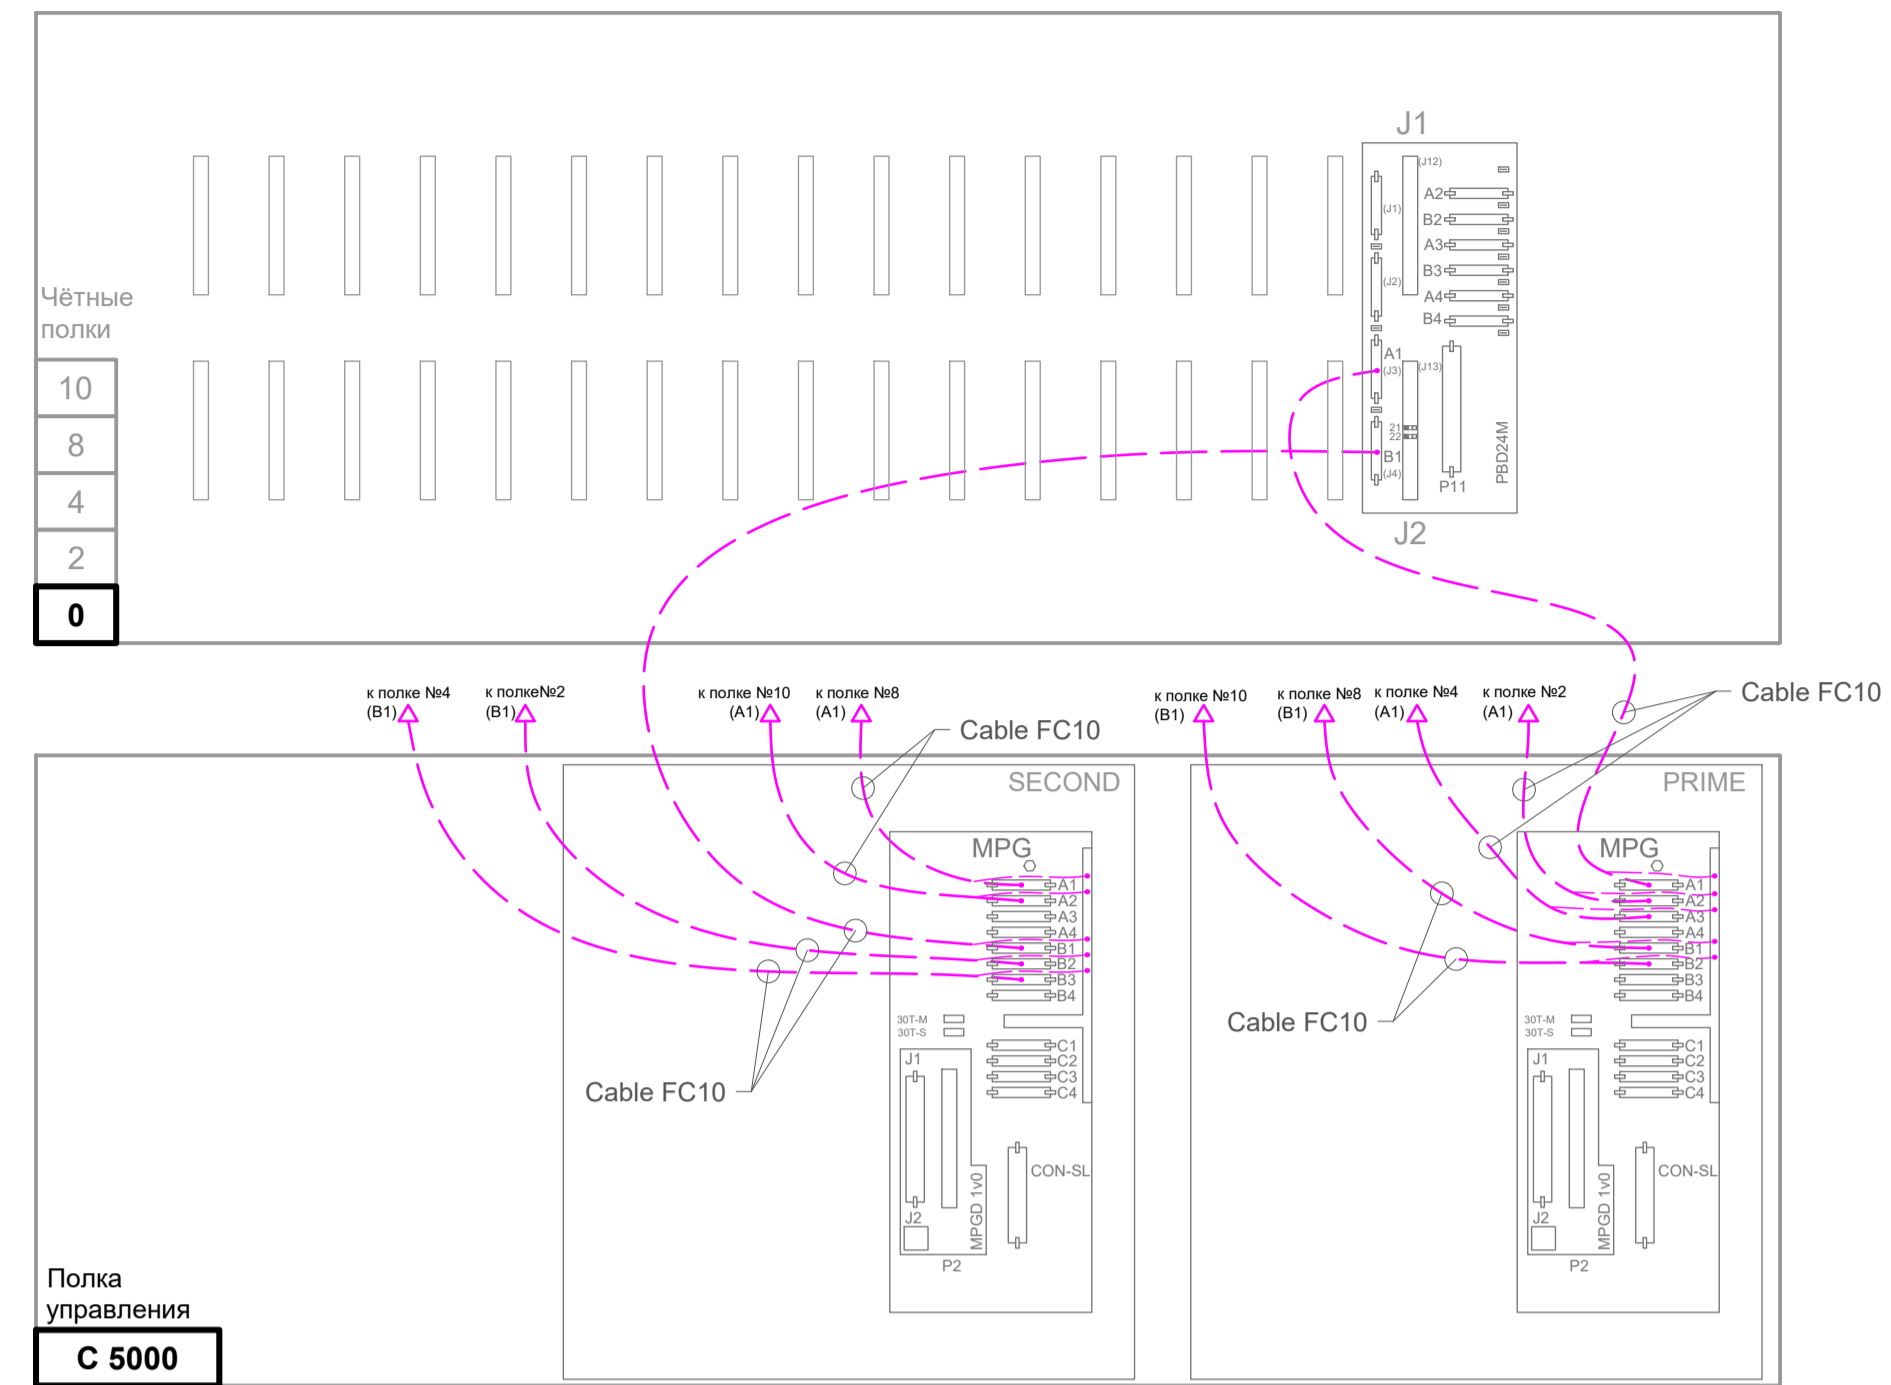 J1
(J12)
A2
(J1)
B2
A3
B3
(J2)
A4
B4
Чётные
полки
A1
(J3)
(J13)
10
21
22
8
B1
(J4)
P11
PBD24M
4
J2
2
0
к полке №4
(B1)
к полке№2
(B1)
к полке №10
(A1)
к полке №8
(A1)
к полке №10
(B1)
к полке №8
(B1)
к полке №4
(A1)
к полке №2
(A1)
Cable FC10
Cable FC10
SECOND
PRIME
MPG
A1
A2
A3
A4
B1
B2
B3
B4
30T-M
30T-S
J1
C1
C2
C3
C4
CON-SL
J2
MPGD 1v0
P2
Cable FC10
MPG
A1
A2
A3
A4
B1
B2
B3
B4
Cable FC10
30T-M
30T-S
J1
C1
C2
C3
C4
CON-SL
J2
MPGD 1v0
P2
Полка
управления
C 5000